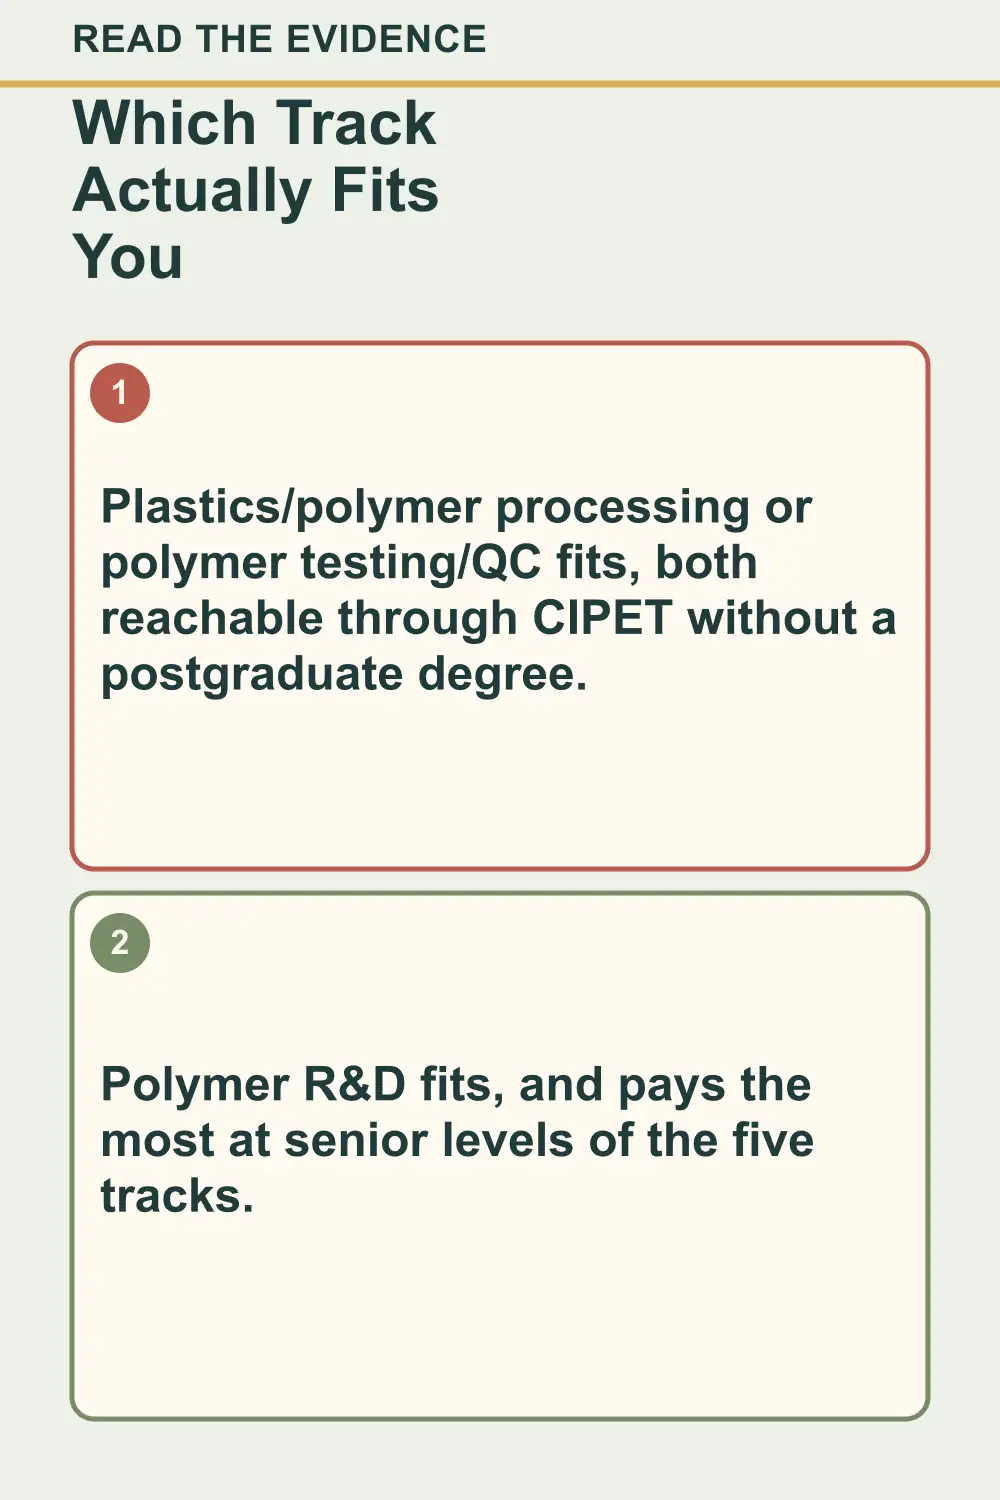 READ THE EVIDENCE
Which Track
Actually Fits
You
1
Plastics/polymer processing or
polymer testing/QC fits, both
reachable through CIPET without a
postgraduate degree.
2
Polymer R&D fits, and pays the
most at senior levels of the five
tracks.